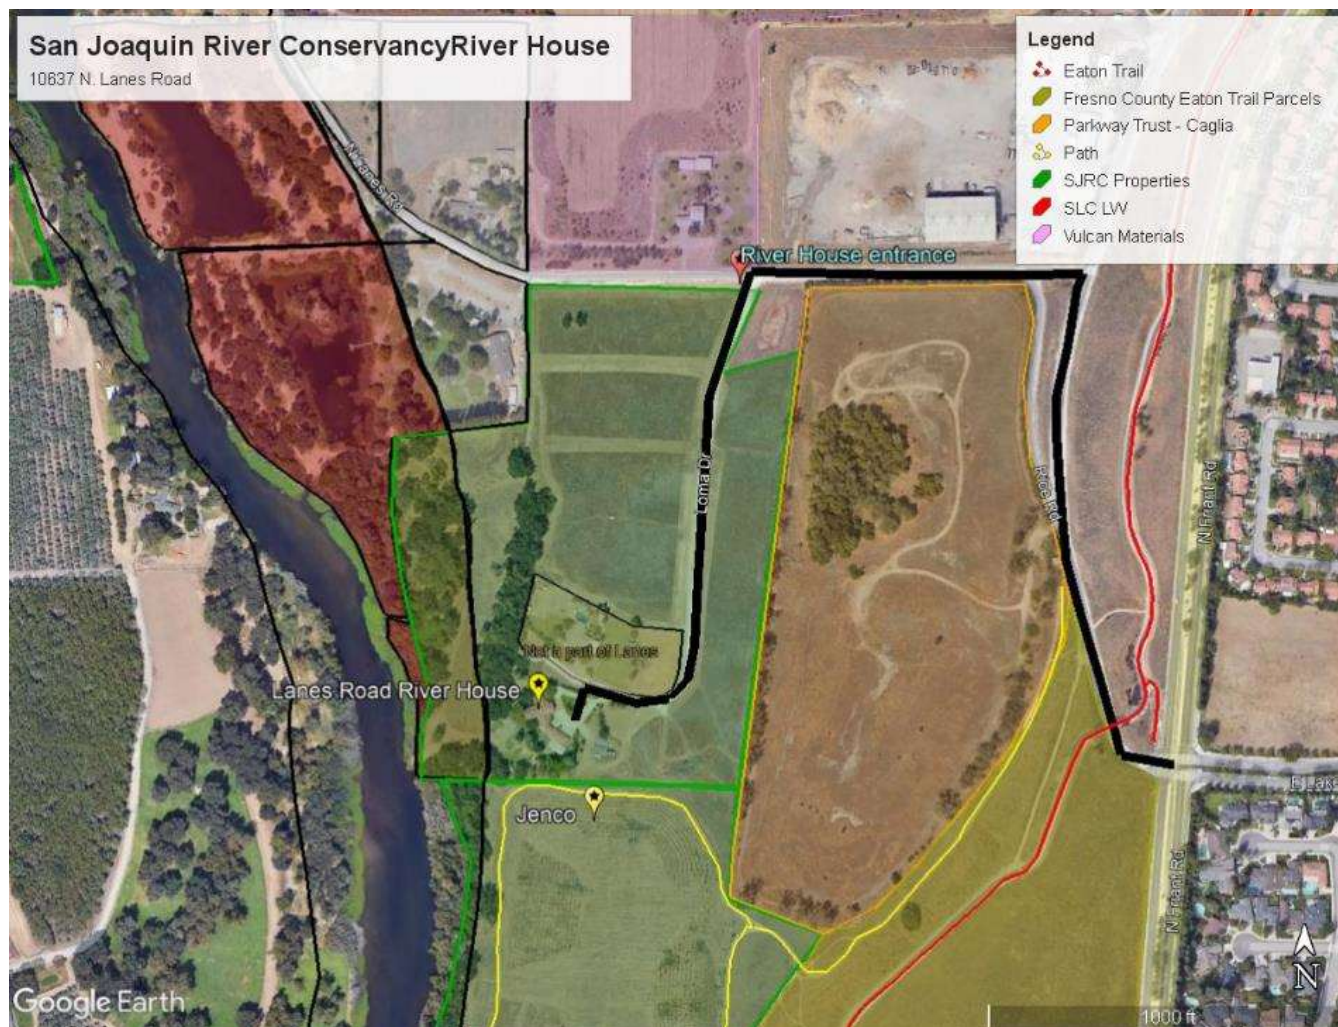 San Joaquin River ConservancyRiver House
10637 N. Lanes Road
Legend
Eaton Trail
Fresno County Eaton Trail Parcels
Parkway Trust - Caglia
Path
SJRC Properties
SLC LW
Vulcan Materials
N Lanes Rd
River House entrance
Loma Dr
Rice Rd
N Friant Rd
Not a part of Lanes
Lanes Road River House
Jenco
E Lak
N Friant Rd
N
Google Earth
1000 ft